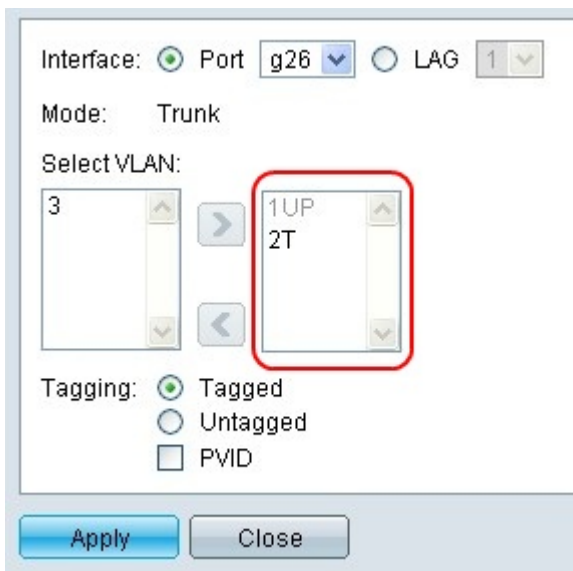 Interface: Port g26 LAG 1
Mode: Trunk
Select VLAN:
3
1UP
2T
Tagging: Tagged
Untagged
PVID
Apply Close